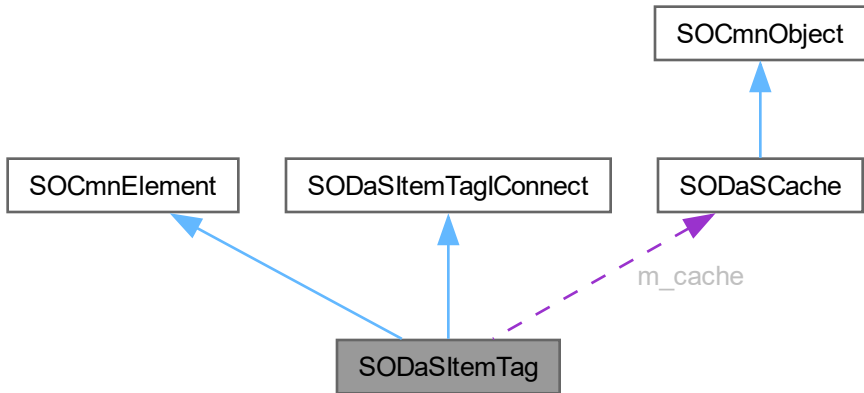 SOCmnObject
SOCmnElement
SODaSItemTagIConnect
SODaSCache
m_cache
SODaSItemTag